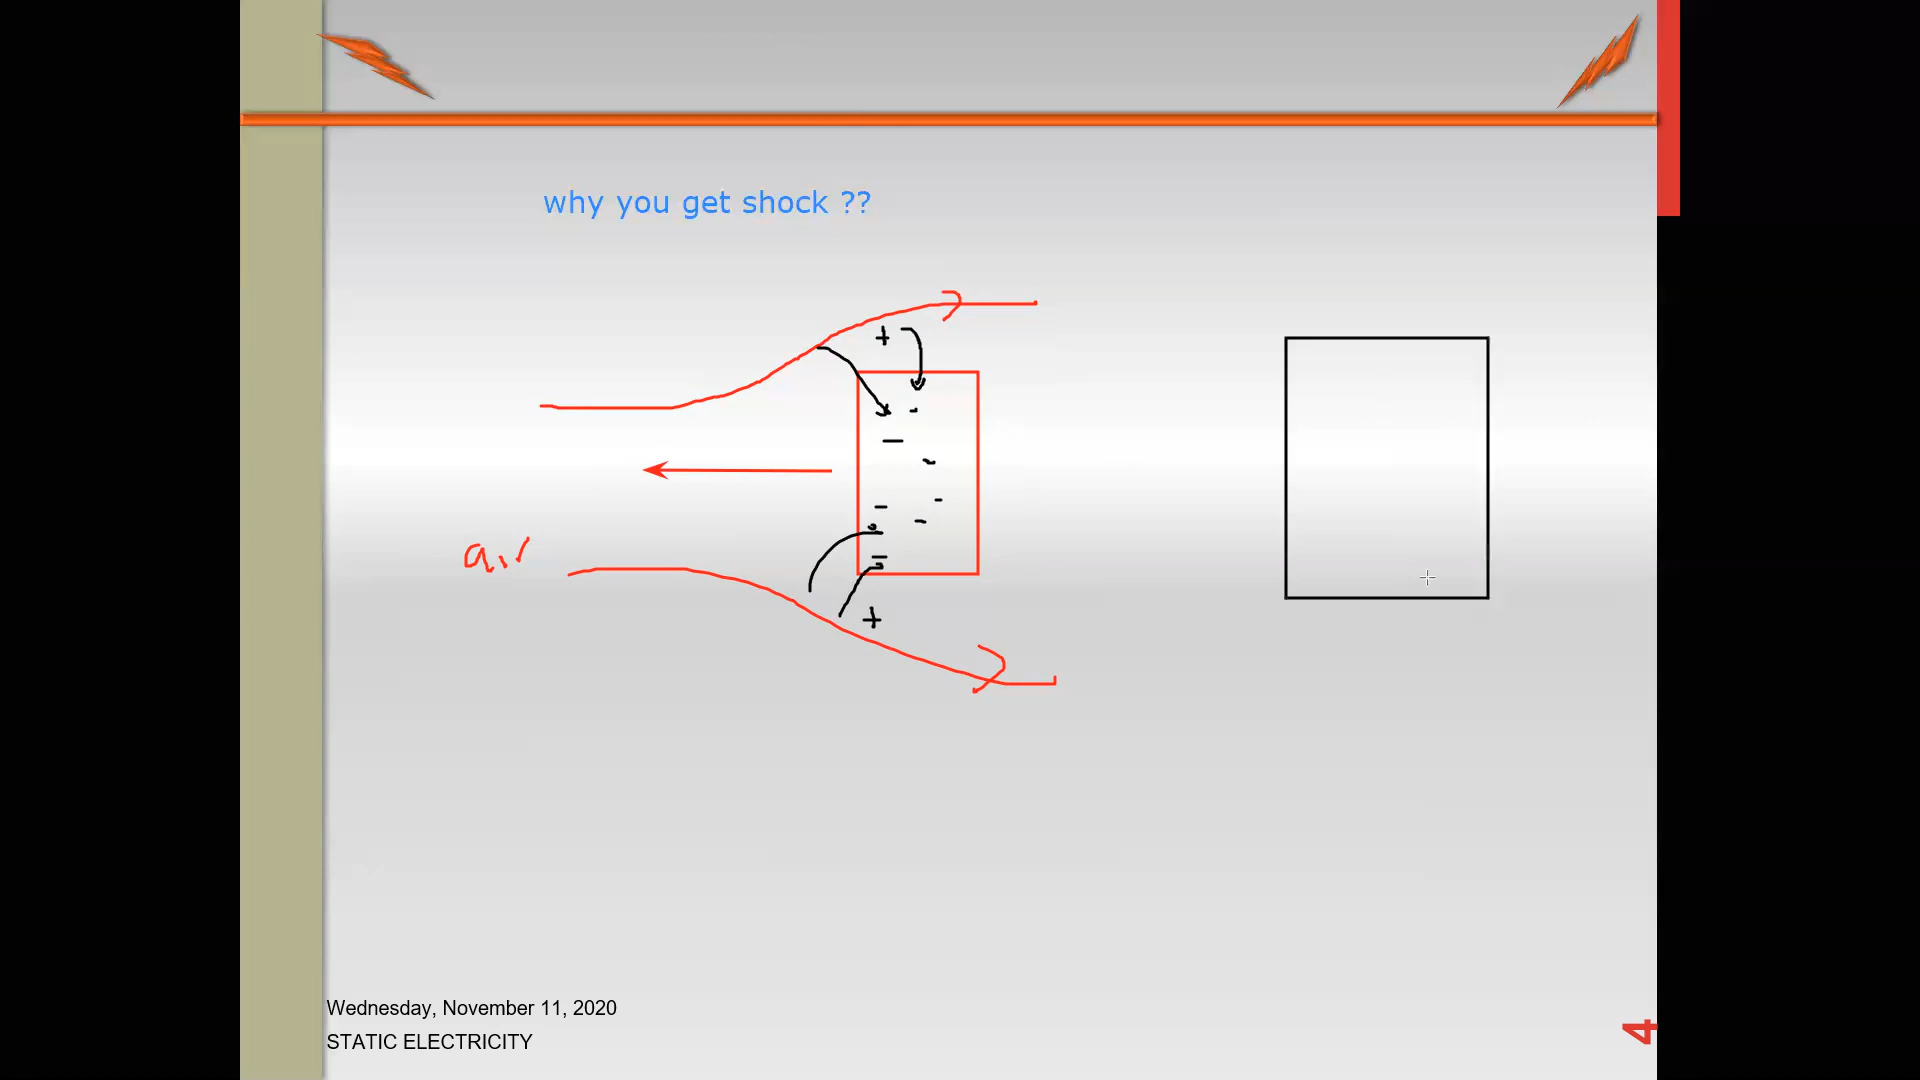 why you get shock ??
+
+
air
Wednesday, November 11, 2020
STATIC ELECTRICITY
4